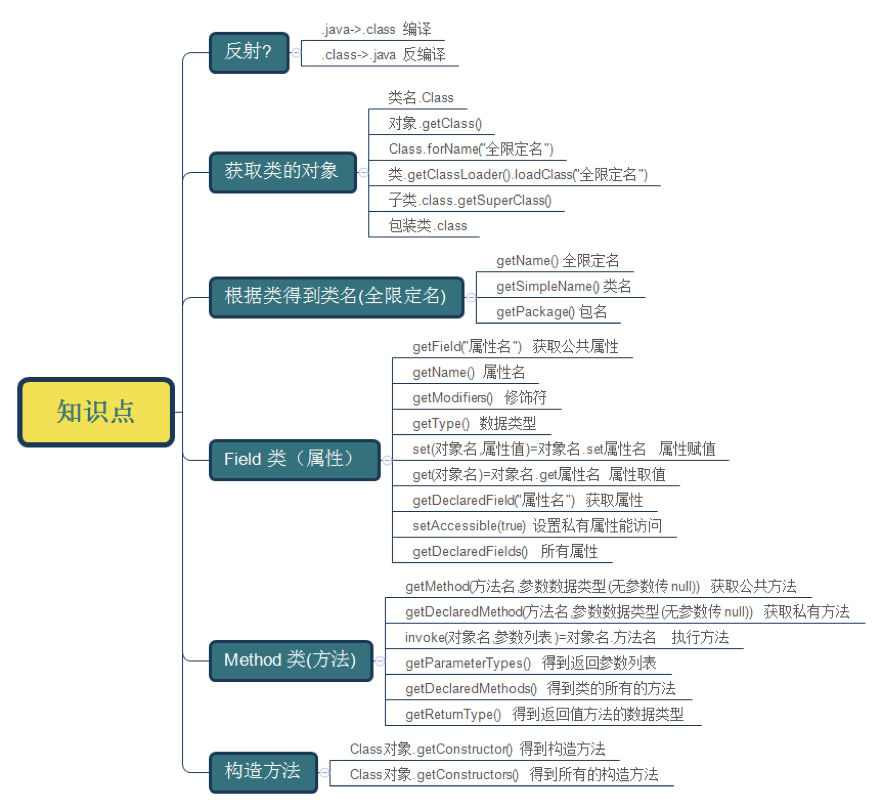 反射?
.java->.class 编译
.class->.java 反编译
获取类的对象
类名.Class
对象.getClass()
Class.forName("全限定名")
类.getClassLoader().loadClass("全限定名")
子类.class.getSuperClass()
包装类.class
根据类得到类名(全限定名)
getName() 全限定名
getSimpleName() 类名
getPackage() 包名
知识点
Field 类（属性）
getField("属性名") 获取公共属性
getName() 属性名
getModifiers() 修饰符
getType() 数据类型
set(对象名,属性值)=对象名.set属性名 属性赋值
get(对象名)=对象名.get属性名 属性取值
getDeclaredField("属性名") 获取属性
setAccessible(true) 设置私有属性能访问
getDeclaredFields() 所有属性
Method 类(方法)
getMethod(方法名,参数数据类型(无参数传null)) 获取公共方法
getDeclaredMethod(方法名,参数数据类型(无参数传null)) 获取私有方法
invoke(对象名,参数列表)=对象名.方法名 执行方法
getParameterTypes() 得到返回参数列表
getDeclaredMethods() 得到类的所有的方法
getReturnType() 得到返回值方法的数据类型
构造方法
Class对象.getConstructor() 得到构造方法
Class对象.getConstructors() 得到所有的构造方法